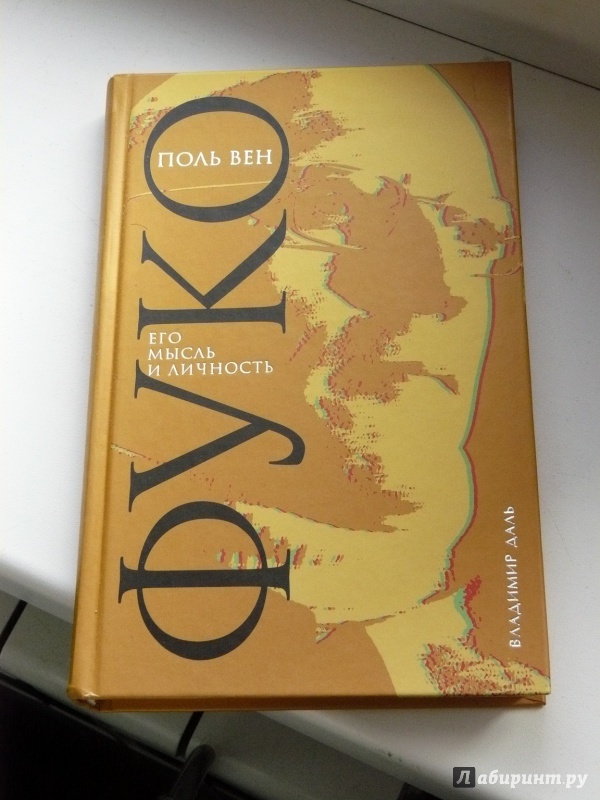 ПОЛЬ ВЕН
ФУКО
ЕГО
МЫСЛЬ
И ЛИЧНОСТЬ
ВЛАДИМИР ДАЛЬ
Лабиринт.ру